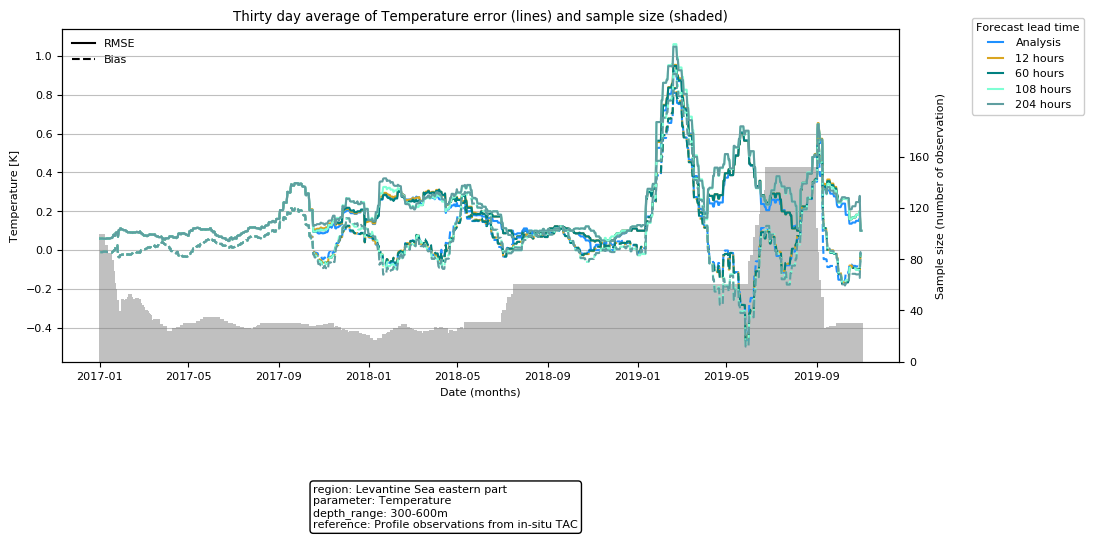 Thirty day average of Temperature error (lines) and sample size (shaded)
RMSE
Bias
Forecast lead time
Analysis
12 hours
60 hours
108 hours
204 hours
Temperature [K]
1.0
0.8
0.6
0.4
0.2
0.0
−0.2
−0.4
Sample size (number of observation)
160
120
80
40
0
2017-01 2017-05 2017-09 2018-01 2018-05 2018-09 2019-01 2019-05 2019-09
Date (months)
region: Levantine Sea eastern part
parameter: Temperature
depth_range: 300-600m
reference: Profile observations from in-situ TAC